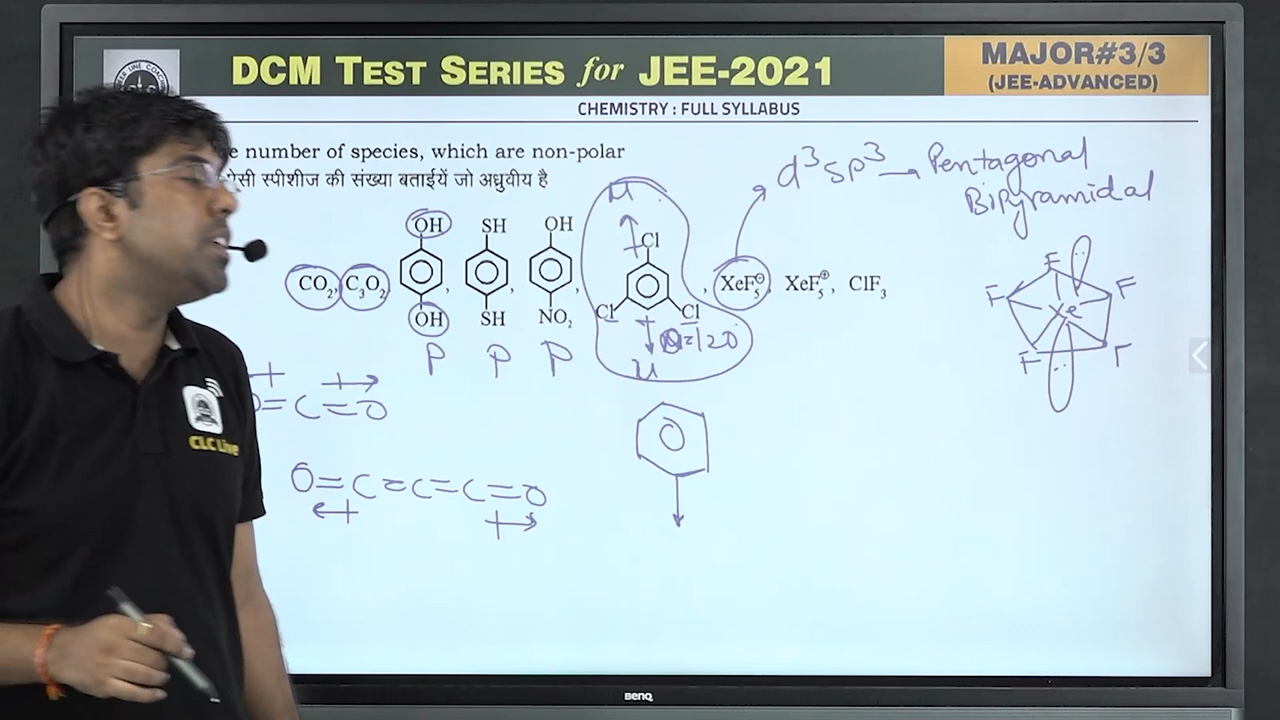 DCM TEST SERIES for JEE-2021
MAJOR#3/3
(JEE-ADVANCED)
CHEMISTRY : FULL SYLLABUS
number of species, which are non-polar
स्पीशीज की संख्या बताईयें जो अध्रुवीय है
d³sp³ → Pentagonal
Bipyramidal
μ
OH SH OH Cl
CO₂, C₃O₂, , , , , XeF₅⊖, XeF₅⊕, ClF₃
OH SH NO₂ Cl Cl
P P P θ=120
μ
F
F F
Xe
F F
O=C=O
O=C=C=C=O
CLC Live
BENQ